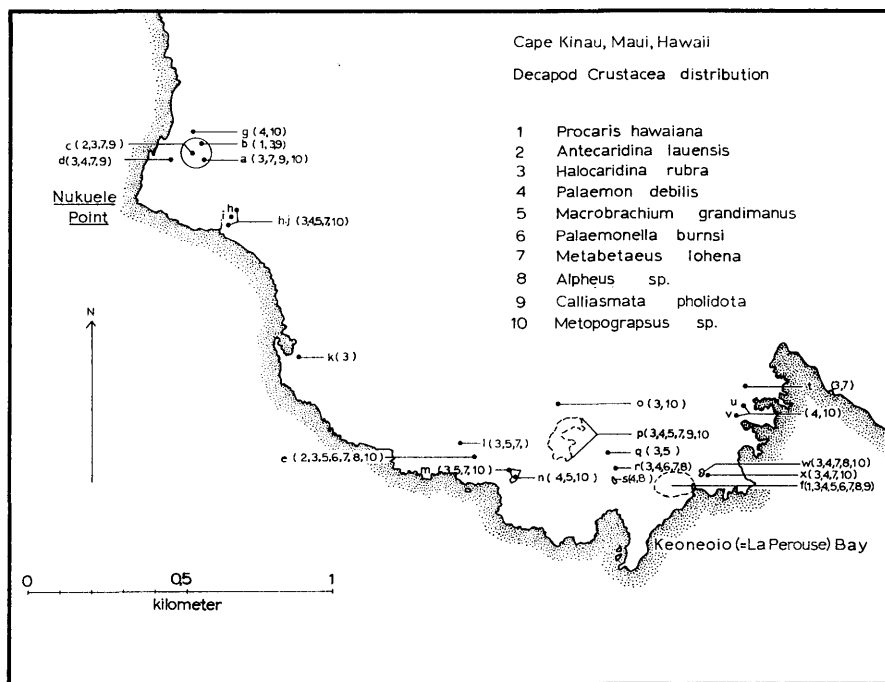 Cape Kinau, Maui, Hawaii
Decapod Crustacea distribution
1 Procaris hawaiana
2 Antecaridina lauensis
3 Halocaridina rubra
4 Palaemon debilis
5 Macrobrachium grandimanus
6 Palaemonella burnsi
7 Metabetaeus lohena
8 Alpheus sp.
9 Calliasmata pholidota
10 Metopograpsus sp.
g (4,10)
c (2,3,7,9)
b (1,3,9)
d(3,4,7,9)
a (3,7,9,10)
Nukuele
Point
h
i
h-j (3,4,5,7,10)
N
k(3)
t (3,7)
o (3,10)
u
v
(4,10)
p(3,4,5,7,9,10
l (3,5,7,)
q (3,5)
e (2,3,5,6,7,8,10)
m (3,5,7,10)
n (4,5,10)
r(3,4,6,7,8)
s(4,8)
w(3,4,7,8,10)
x(3,4,7,10)
f(1,3,4,5,6,7,8,9)
Keoneoio (=La Perouse) Bay
0 0,5 1
kilometer